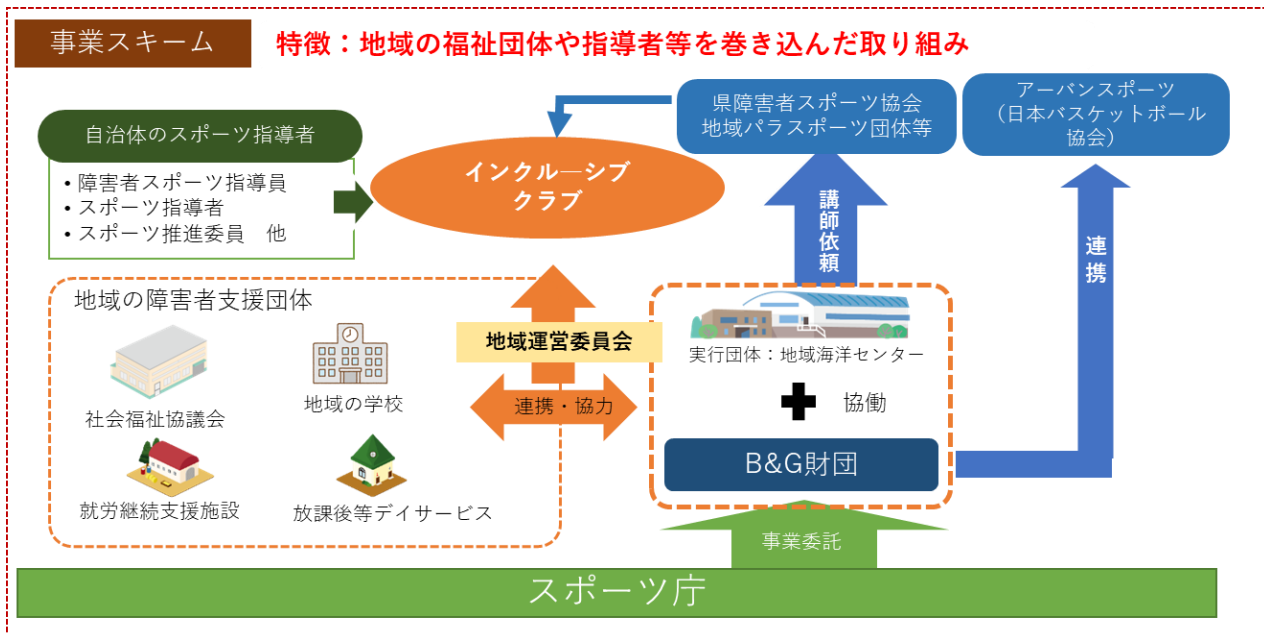 事業スキーム
特徴：地域の福祉団体や指導者等を巻き込んだ取り組み
自治体のスポーツ指導者
• 障害者スポーツ指導員
• スポーツ指導者
• スポーツ推進委員　他
インクル―シブ
クラブ
県障害者スポーツ協会
地域パラスポーツ団体等
アーバンスポーツ
（日本バスケットボール
協会）
講師依頼
連携
地域の障害者支援団体
社会福祉協議会
地域の学校
就労継続支援施設
放課後等デイサービス
地域運営委員会
連携・協力
実行団体：地域海洋センター
協働
B&G財団
事業委託
スポーツ庁